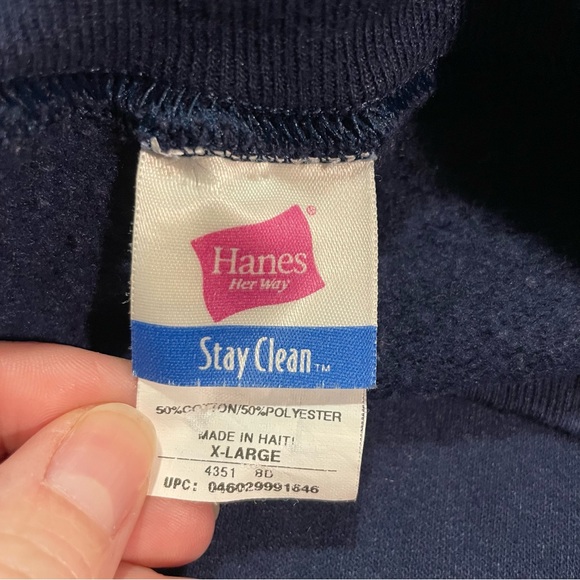 Hanes®
Her Way
Stay Clean™
50%COTTON/50%POLYESTER
MADE IN HAITI
X-LARGE
4351 8D
UPC: 046029991846